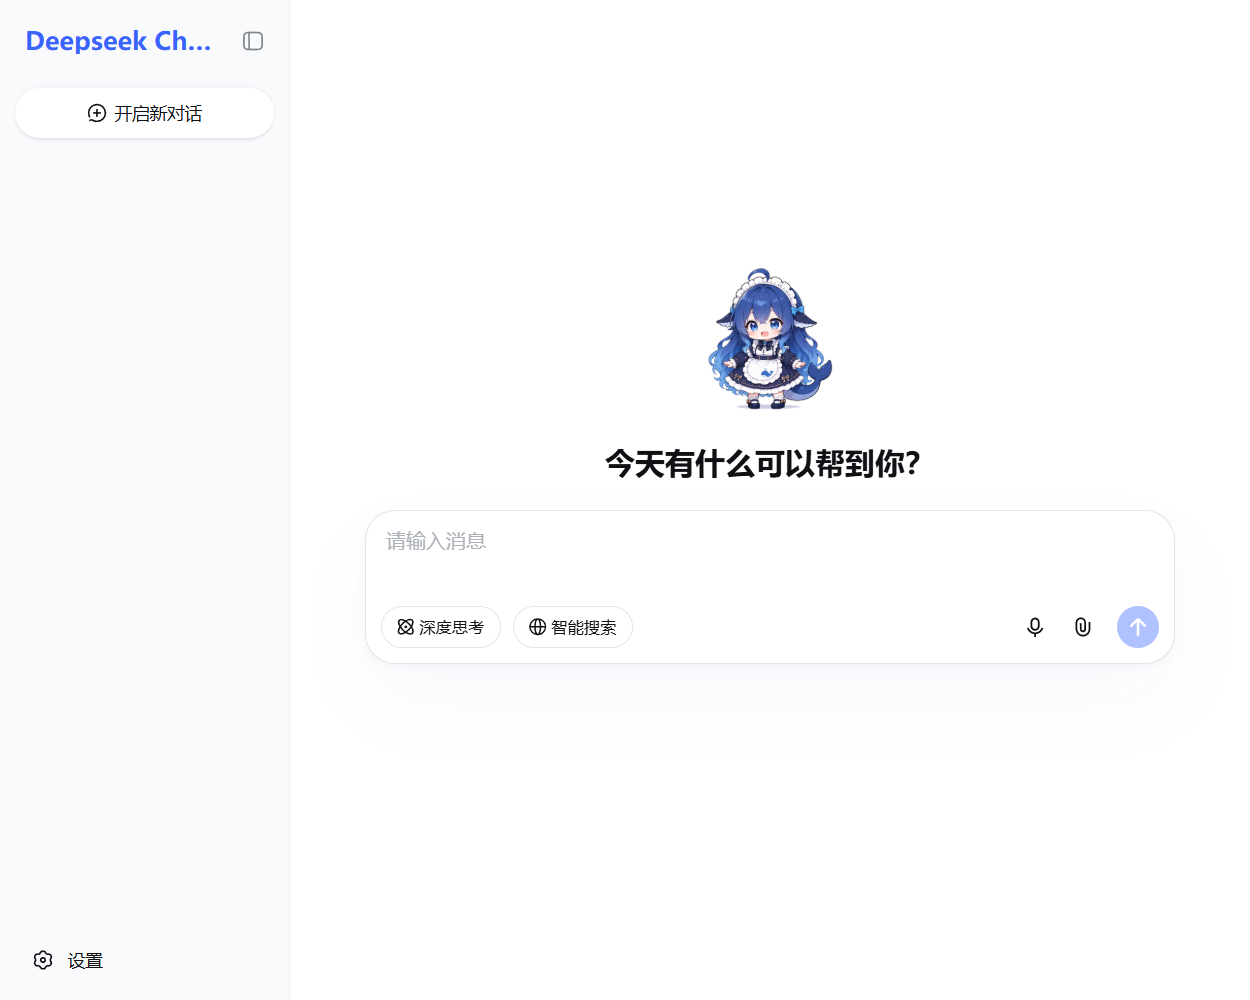 Deepseek Ch...
开启新对话
今天有什么可以帮到你？
请输入消息
深度思考
智能搜索
设置